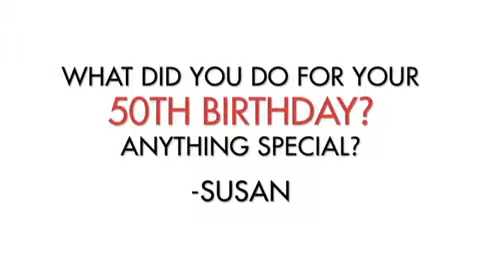 WHAT DID YOU DO FOR YOUR
50TH BIRTHDAY?
ANYTHING SPECIAL?
-SUSAN